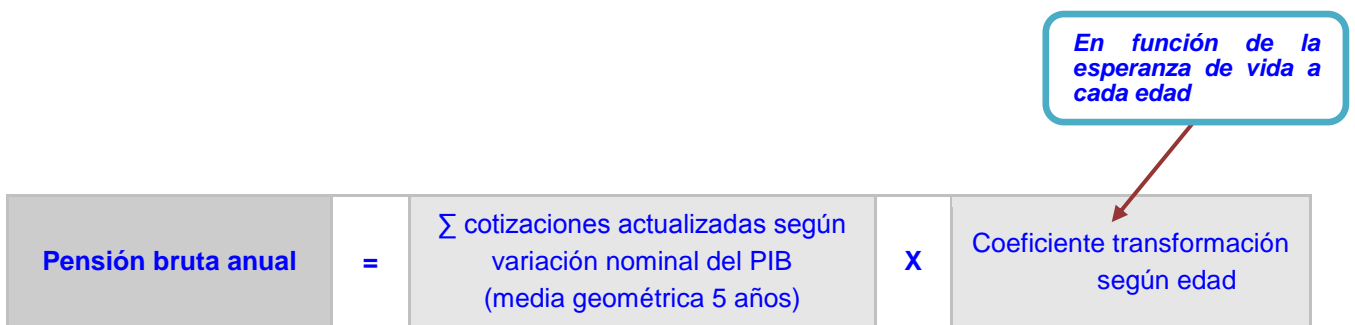 En función de la
esperanza de vida a
cada edad
Pensión bruta anual
=
∑ cotizaciones actualizadas según
variación nominal del PIB
(media geométrica 5 años)
X
Coeficiente transformación
según edad